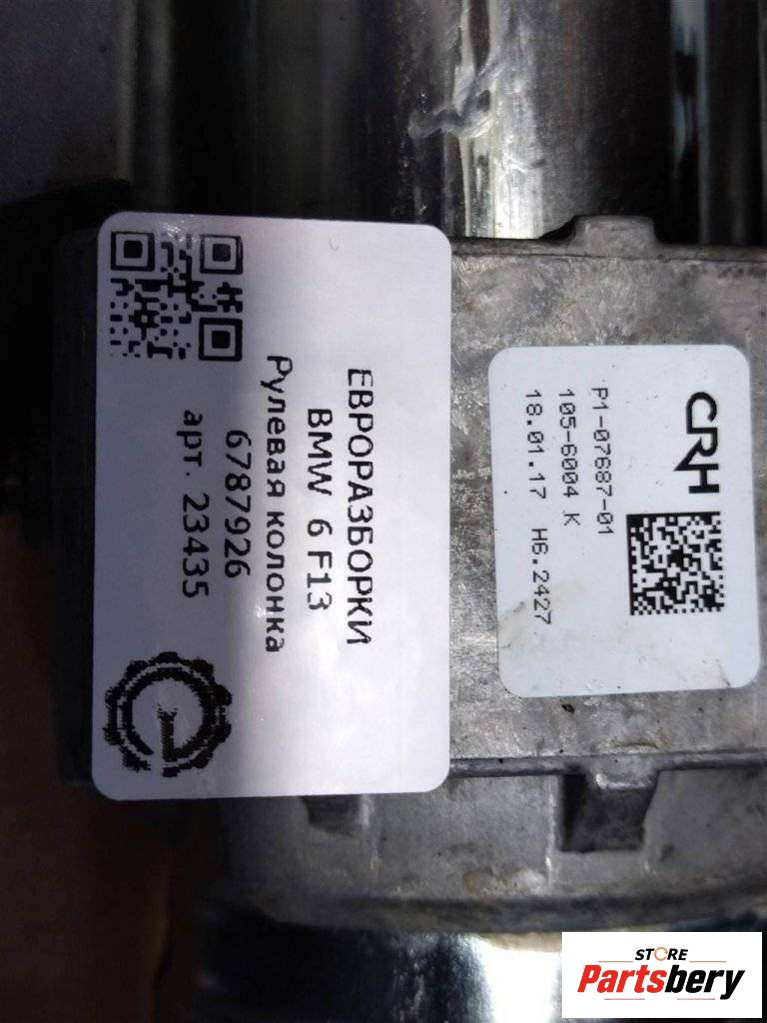 ЕВРОРАЗБОРКИ
BMW 6 F13
Рулевая колонка
6787926
арт. 23435
CRH
P1-07687-01
105-6004 K
18.01.17 H6.2427
STORE
Partsbery